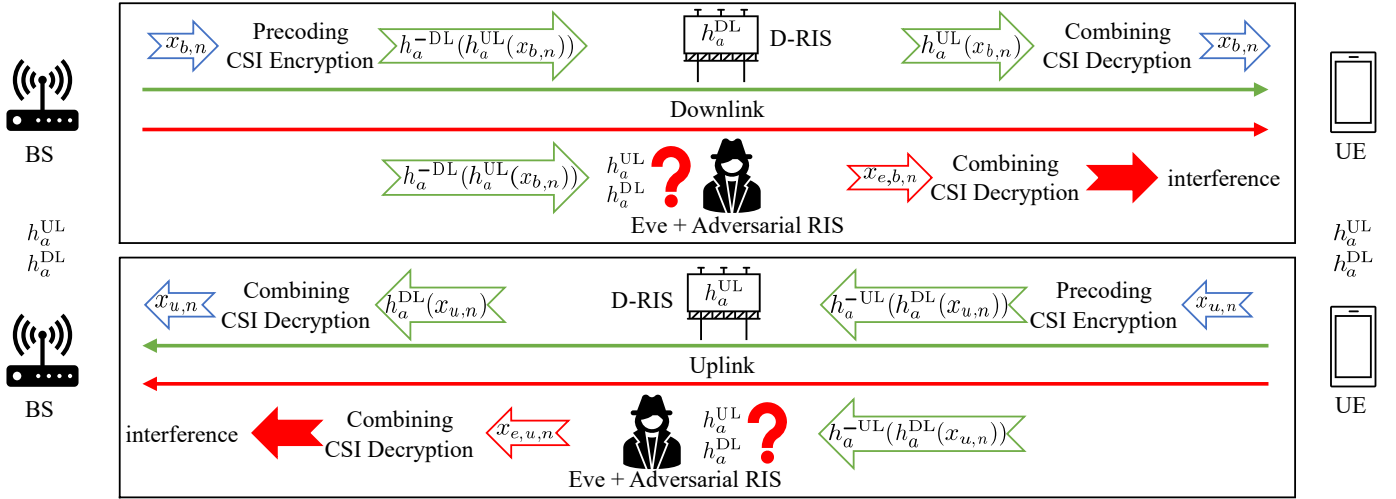 x_{b,n}
Precoding
CSI Encryption
h_a^{-DL}(h_a^{UL}(x_{b,n}))
h_a^{DL}
D-RIS
h_a^{UL}(x_{b,n})
Combining
CSI Decryption
x_{b,n}
Downlink
BS
UE
h_a^{-DL}(h_a^{UL}(x_{b,n}))
h_a^{UL}
h_a^{DL}
?
x_{e,b,n}
Combining
CSI Decryption
interference
Eve + Adversarial RIS
h_a^{UL}
h_a^{DL}
h_a^{UL}
h_a^{DL}
x_{u,n}
Combining
CSI Decryption
h_a^{DL}(x_{u,n})
D-RIS
h_a^{UL}
h_a^{-UL}(h_a^{DL}(x_{u,n}))
Precoding
CSI Encryption
x_{u,n}
Uplink
BS
UE
interference
Combining
CSI Decryption
x_{e,u,n}
h_a^{UL}
h_a^{DL}
?
h_a^{-UL}(h_a^{DL}(x_{u,n}))
Eve + Adversarial RIS